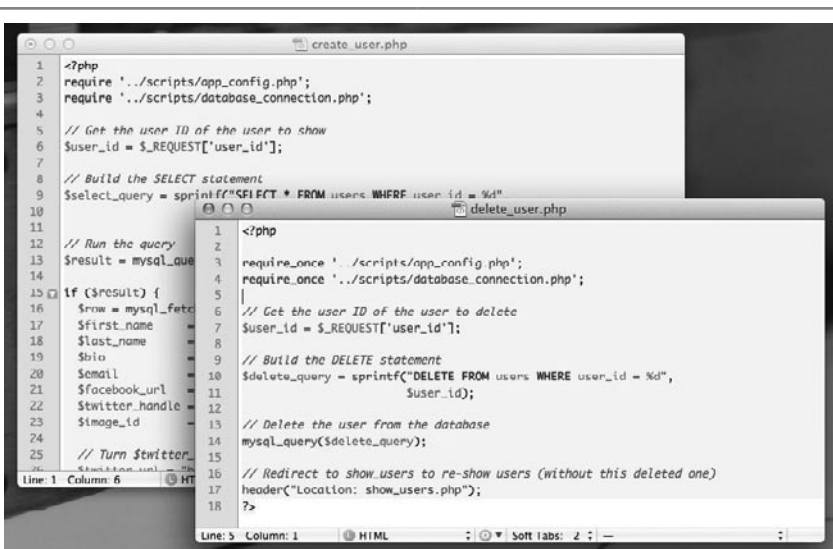 create_user.php
1 <?php
2 require '../scripts/app_config.php';
3 require '../scripts/database_connection.php';
4
5 // Get the user ID of the user to show
6 $user_id = $_REQUEST['user_id'];
7
8 // Build the SELECT statement
9 $select_query = sprintf("SELECT * FROM users WHERE user_id = %d"
10
11
12 // Run the query
13 $result = mysql_que
14
15 if ($result) {
16 $row = mysql_fetc
17 $first_name =
18 $last_name =
19 $bio =
20 $email =
21 $facebook_url =
22 $twitter_handle =
23 $image_id =
24
25 // Turn $twitter_
26 $twitter_url = "h
Line: 1 Column: 6 HT
delete_user.php
1 <?php
2
3 require_once '../scripts/app_config.php';
4 require_once '../scripts/database_connection.php';
5
6 // Get the user ID of the user to delete
7 $user_id = $_REQUEST['user_id'];
8
9 // Build the DELETE statement
10 $delete_query = sprintf("DELETE FROM users WHERE user_id = %d",
11 $user_id);
12
13 // Delete the user from the database
14 mysql_query($delete_query);
15
16 // Redirect to show_users to re-show users (without this deleted one)
17 header("Location: show_users.php");
18 ?>
Line: 5 Column: 1 HTML Soft Tabs: 2 —